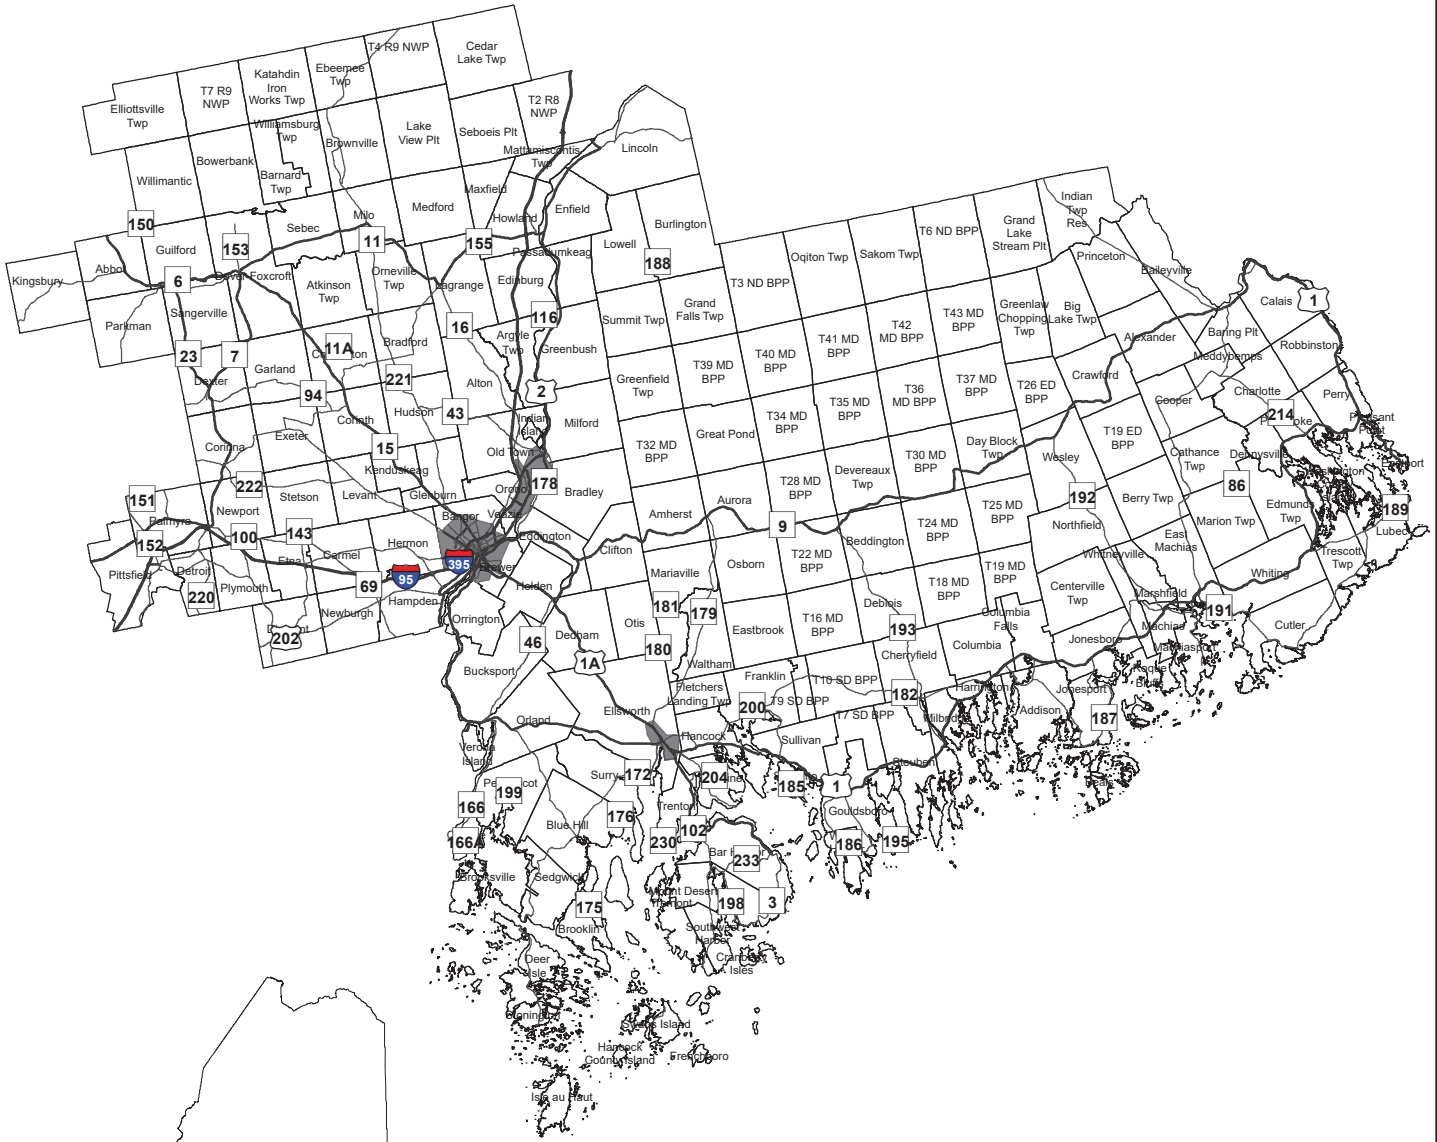 T4 R9 NWP
Cedar
Lake Twp
Ebeemee
Twp
Katahdin
Iron
Works Twp
T7 R9
NWP
Elliottsville
Twp
T2 R8
NWP
Lake
View Plt
Seboeis Plt
Williamsburg
Twp
Brownville
Bowerbank
Barnard
Twp
Willimantic
Mattamiscontis
Twp
Lincoln
Maxfield
Medford
Howland
Enfield
Burlington
Indian
Twp
Res
Grand
Lake
Stream Plt
T6 ND BPP
Sakom Twp
Oqiton Twp
T3 ND BPP
Princeton
Baileyville
150
Guilford
153
Sebec
Milo
11
155
Passadumkeag
Lowell
188
Kingsbury
Abbot
6
Dover-Foxcroft
Atkinson
Twp
Orneville
Twp
Lagrange
Edinburg
116
Sangerville
Parkman
Summit Twp
Grand
Falls Twp
Greenlaw
Chopping
Twp
Big
Lake Twp
T43 MD
BPP
T42
MD BPP
T41 MD
BPP
T40 MD
BPP
T39 MD
BPP
Calais
1
Baring Plt
Robbinston
Alexander
Meddybemps
23
7
11A
Bradford
16
Argyle
Twp
Greenbush
Dexter
Garland
221
Alton
2
Greenfield
Twp
T37 MD
BPP
T36
MD BPP
T35 MD
BPP
T34 MD
BPP
T26 ED
BPP
Crawford
Cooper
Charlotte
Perry
214
Pleasant
Point
94
Corinth
Hudson
43
Indian
Island
Milford
Great Pond
T32 MD
BPP
T19 ED
BPP
Exeter
15
Corinna
Old Town
Kenduskeag
Day Block
Twp
T30 MD
BPP
Devereaux
Twp
T28 MD
BPP
Wesley
Cathance
Twp
Dennysville
Eastport
222
Stetson
Levant
Glenburn
Orono
178
Bradley
Aurora
Amherst
9
T25 MD
BPP
T24 MD
BPP
192
Berry Twp
86
Edmunds
Twp
189
Lubec
151
Palmyra
Newport
152
100
143
Bangor
Veazie
Eddington
Clifton
Beddington
T22 MD
BPP
Northfield
Marion Twp
Trescott
Twp
Pittsfield
Detroit
Etna
Carmel
Hermon
395
95
Brewer
Holden
Mariaville
Osborn
T19 MD
BPP
T18 MD
BPP
Whitneyville
East
Machias
Whiting
220
Plymouth
69
Newburgh
Hampden
Orrington
Otis
181
179
T16 MD
BPP
Deblois
Centerville
Twp
Marshfield
191
Cutler
202
46
Dedham
180
Eastbrook
193
Columbia
Falls
Columbia
Jonesboro
Machias
Machiasport
Roque
Bluffs
Bucksport
1A
Waltham
Franklin
T10 SD BPP
Cherryfield
182
Harrington
Jonesport
Fletchers
Landing Twp
200
T9 SD BPP
T7 SD BPP
Milbridge
Addison
187
Ellsworth
Orland
Hancock
Sullivan
Verona
Island
Steuben
Beals
Surry
172
204
185
1
199
166
Trenton
Gouldsboro
Blue Hill
176
166A
230
102
Bar Harbor
233
186
195
Brooksville
Sedgwick
Mount Desert
Tremont
198
3
175
Brooklin
Southwest
Harbor
Cranberry
Isles
Deer
Isle
Stonington
Swans Island
Hancock
County Island
Frenchboro
Isle au Haut